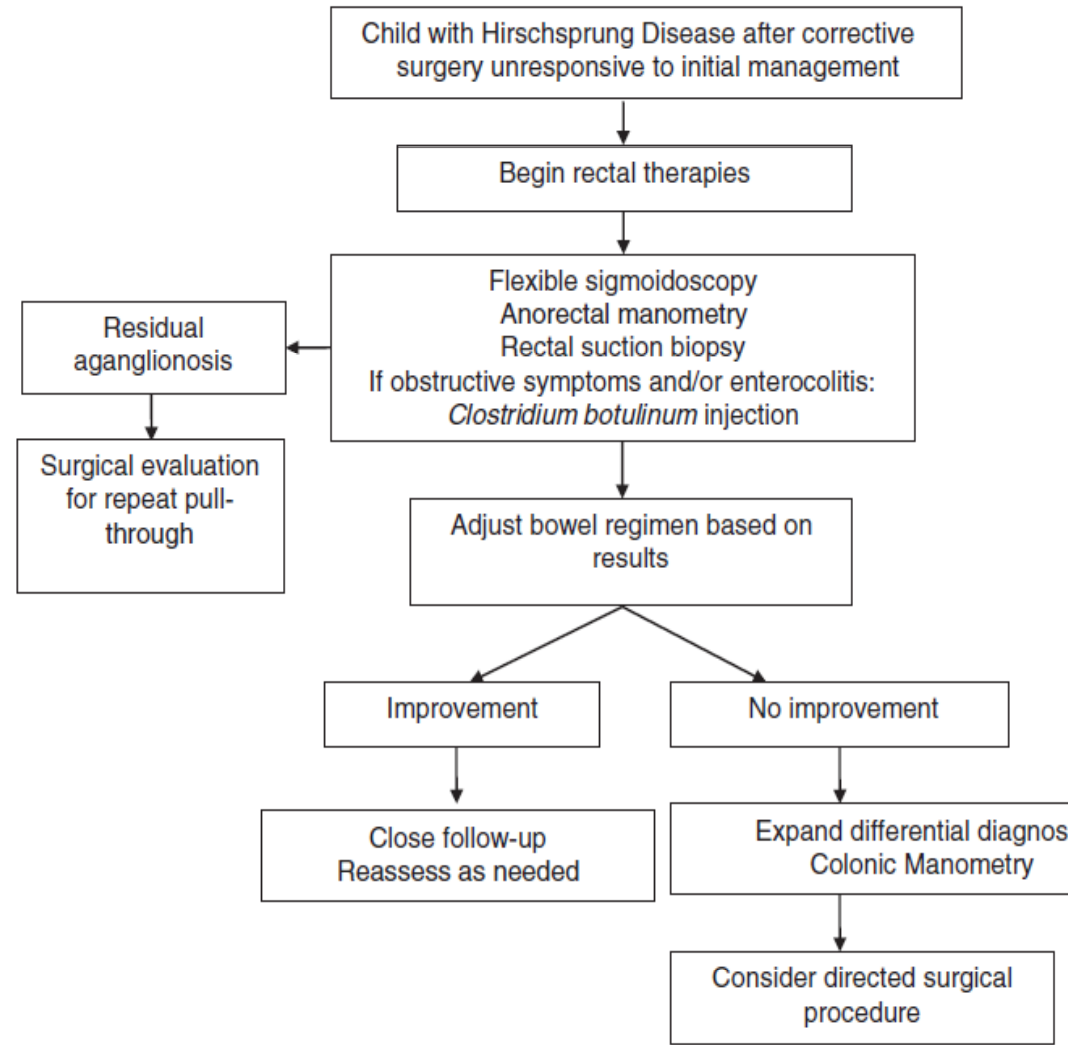 Child with Hirschsprung Disease after corrective
surgery unresponsive to initial management
Begin rectal therapies
Flexible sigmoidoscopy
Anorectal manometry
Rectal suction biopsy
If obstructive symptoms and/or enterocolitis:
Clostridium botulinum injection
Residual
aganglionosis
Surgical evaluation
for repeat pull-
through
Adjust bowel regimen based on
results
Improvement
No improvement
Close follow-up
Reassess as needed
Expand differential diagnos
Colonic Manometry
Consider directed surgical
procedure